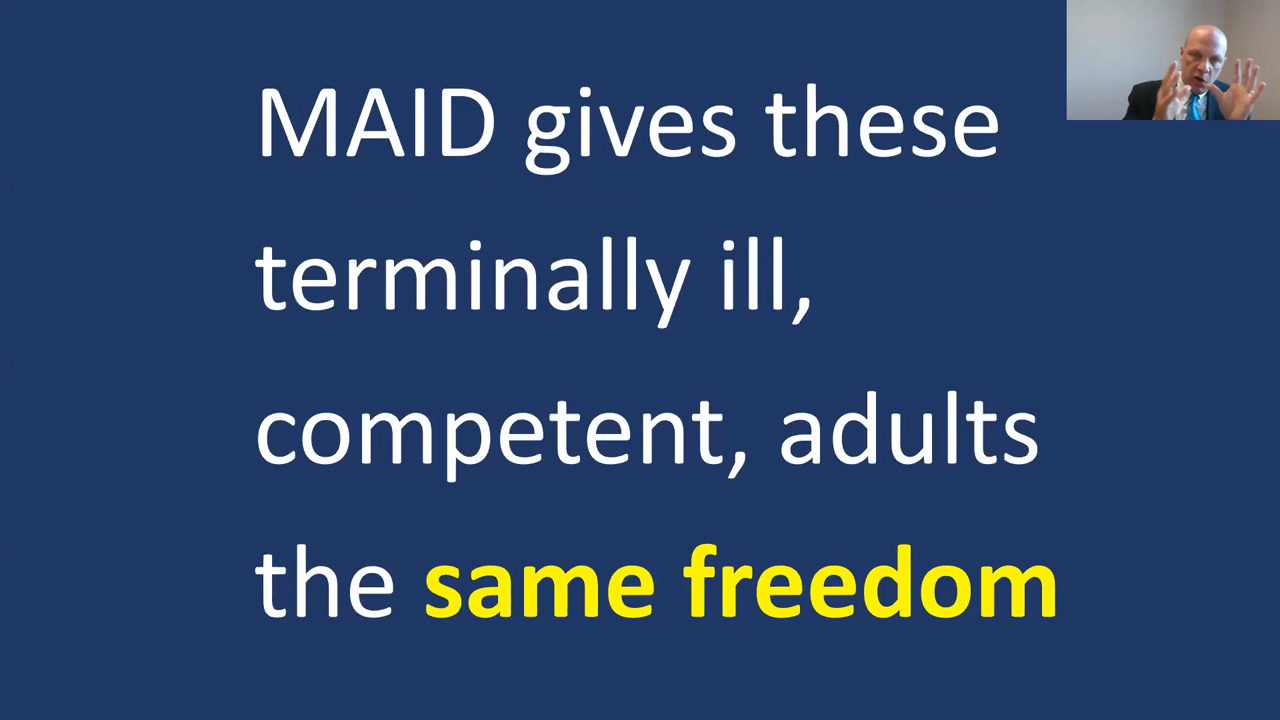 MAID gives these
terminally ill,
competent, adults
the same freedom